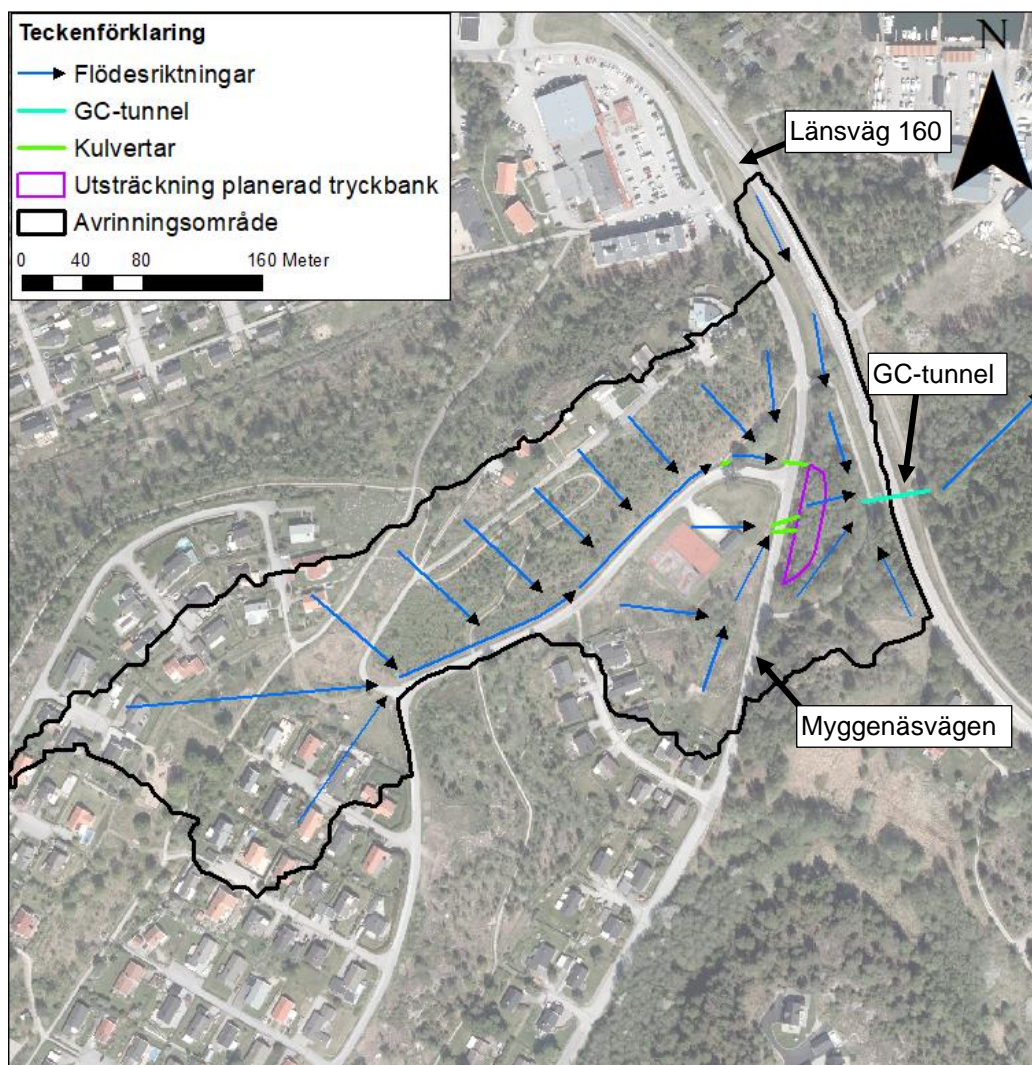 Teckenförklaring
Flödesriktningar
GC-tunnel
Kulvertar
Utsträckning planerad tryckbank
Avrinningsområde
0 40 80 160 Meter
N
Länsväg 160
GC-tunnel
Myggenäsvägen